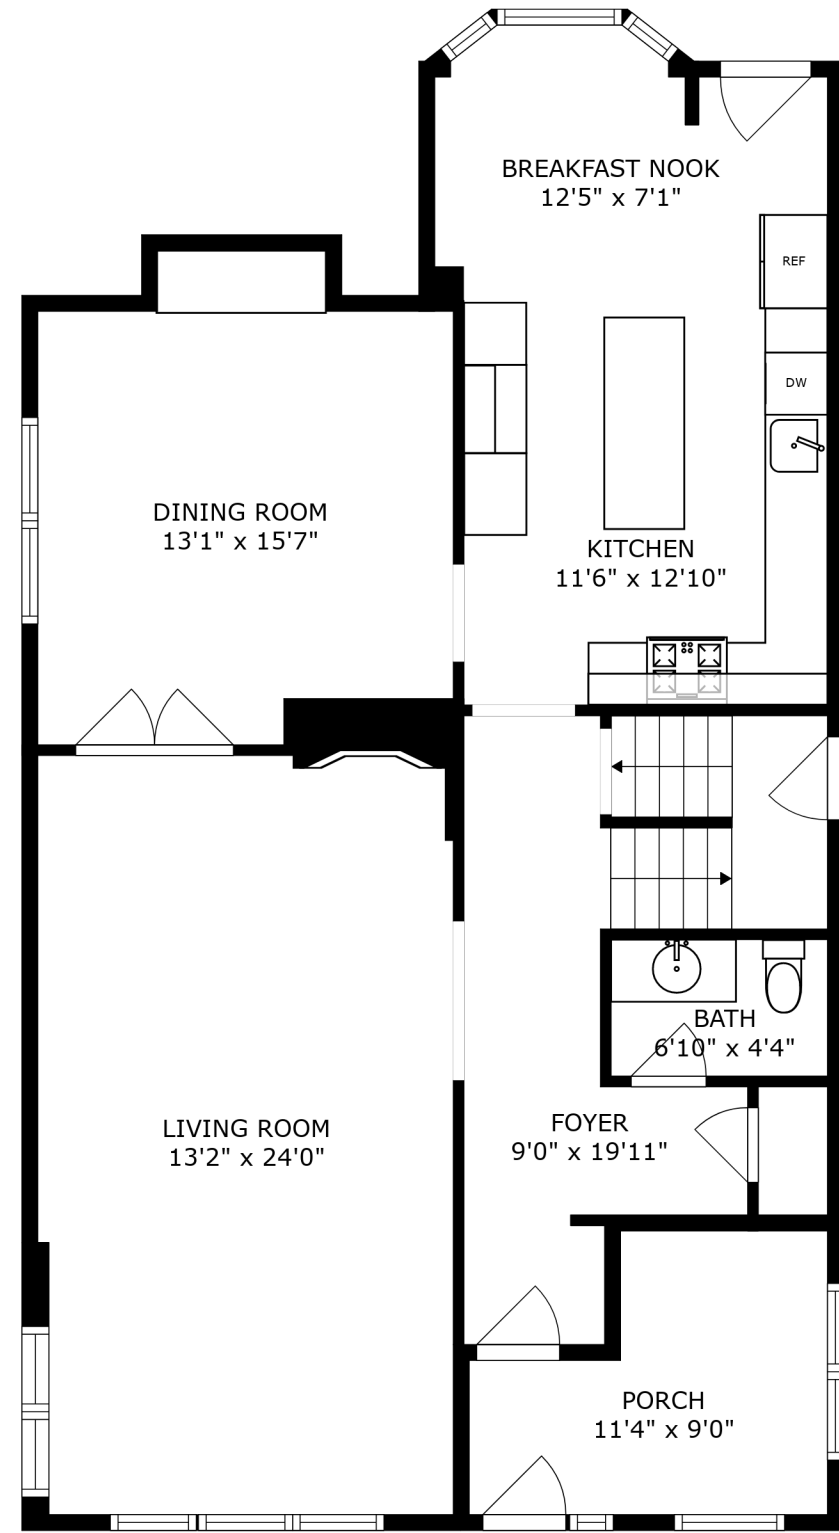 BREAKFAST NOOK
12'5" x 7'1"
REF
DW
DINING ROOM
13'1" x 15'7"
KITCHEN
11'6" x 12'10"
BATH
6'10" x 4'4"
LIVING ROOM
13'2" x 24'0"
FOYER
9'0" x 19'11"
PORCH
11'4" x 9'0"